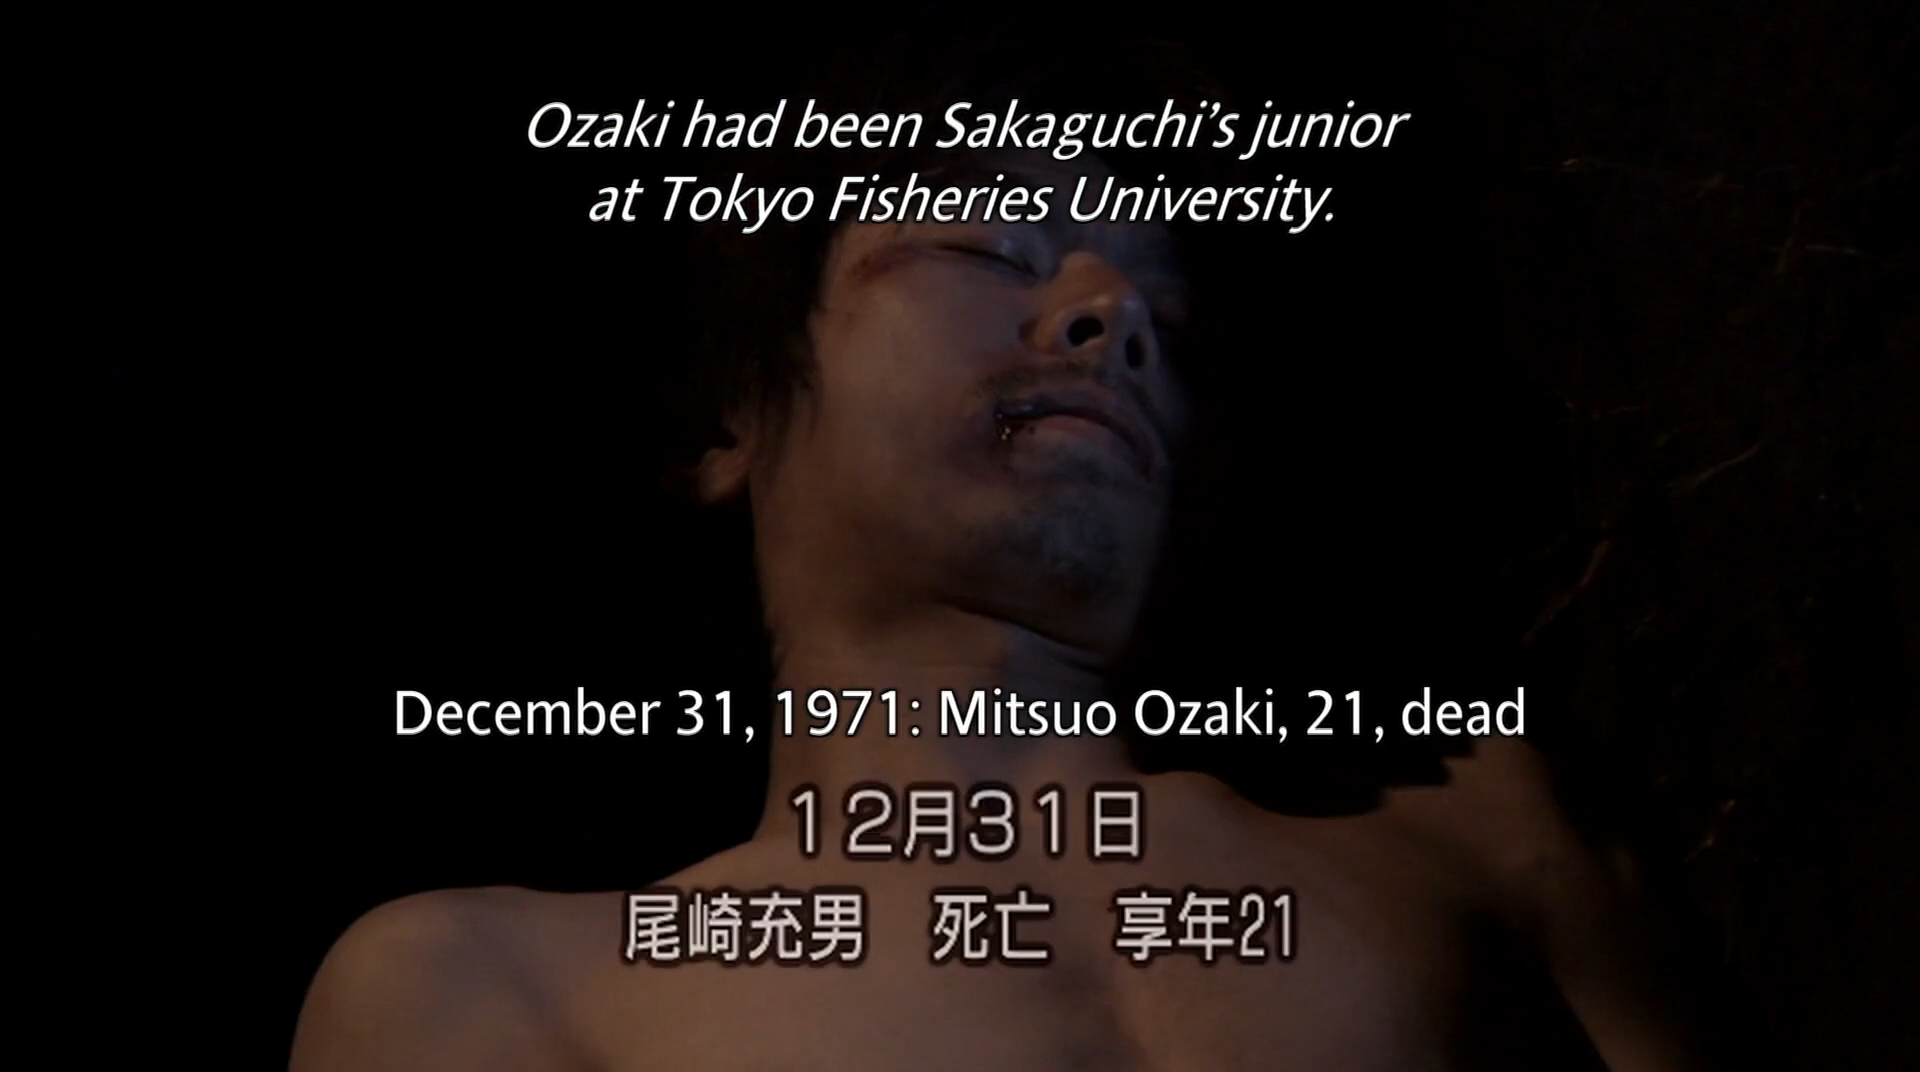 Ozaki had been Sakaguchi’s junior
at Tokyo Fisheries University.
December 31, 1971: Mitsuo Ozaki, 21, dead
１２月３１日
尾崎充男　死亡　享年21